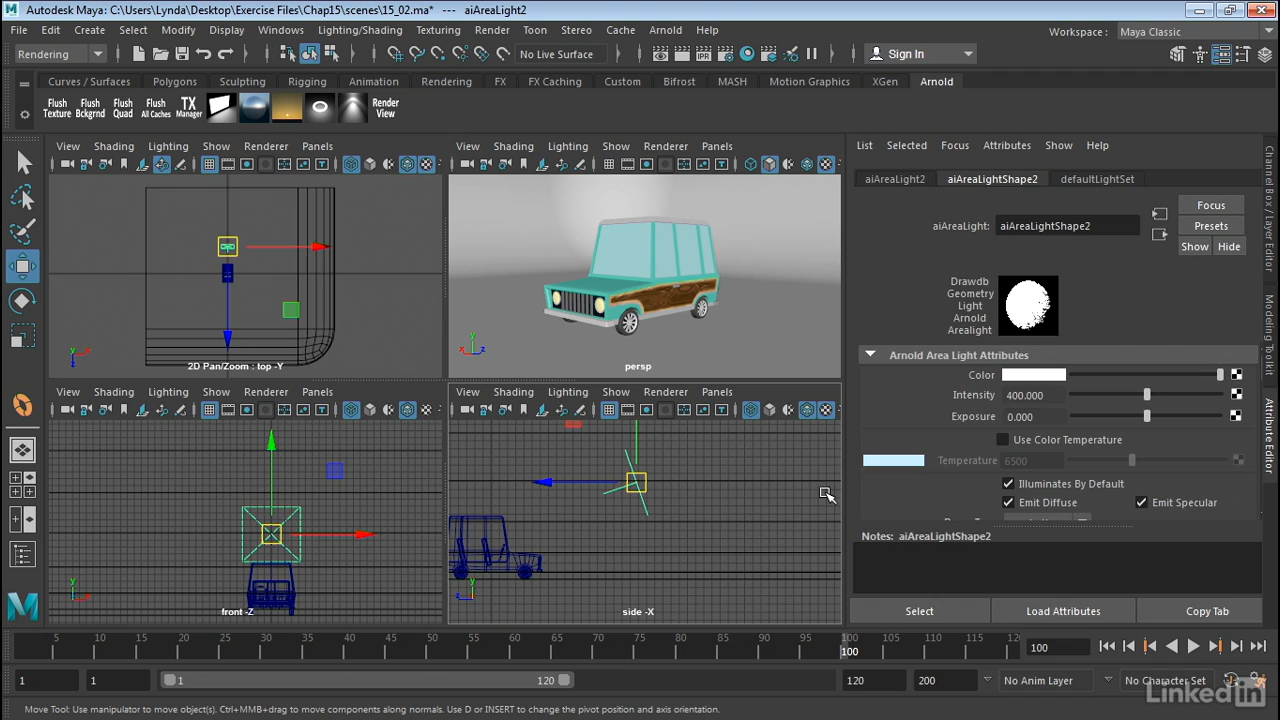 Autodesk Maya: C:\Users\Lynda\Desktop\Exercise Files\Chap15\scenes\15_02.ma* --- aiAreaLight2
File Edit Create Select Modify Display Windows Lighting/Shading Texturing Render Toon Stereo Cache Arnold Help Workspace : Maya Classic
Rendering No Live Surface Sign In
Curves / Surfaces Polygons Sculpting Rigging Animation Rendering FX FX Caching Custom Bifrost MASH Motion Graphics XGen Arnold
Flush Texture Flush Bckgrnd Flush Quad Flush All Caches TX Manager Render View
View Shading Lighting Show Renderer Panels
View Shading Lighting Show Renderer Panels
List Selected Focus Attributes Show Help
aiAreaLight2 aiAreaLightShape2 defaultLightSet
Focus
aiAreaLight: aiAreaLightShape2
Presets
Show Hide
Drawdb
Geometry
Light
Arnold
Arealight
Arnold Area Light Attributes
2D Pan/Zoom : top -Y
persp
Color
View Shading Lighting Show Renderer Panels
View Shading Lighting Show Renderer Panels
Intensity 400.000
Exposure 0.000
Use Color Temperature
Temperature 6500
Illuminates By Default
Emit Diffuse Emit Specular
Notes: aiAreaLightShape2
front -Z
side -X
Select Load Attributes Copy Tab
5 10 15 20 25 30 35 40 45 50 55 60 65 70 75 80 85 90 95 100 105 110 115 12
100
100
1 1 1 120 120 200 No Anim Layer No Character Set
Move Tool: Use manipulator to move object(s). Ctrl+MMB+drag to move components along normals. Use D or INSERT to change the pivot position and axis orientation.
Channel Box / Layer Editor
Modeling Toolkit
Attribute Editor
LinkedIn